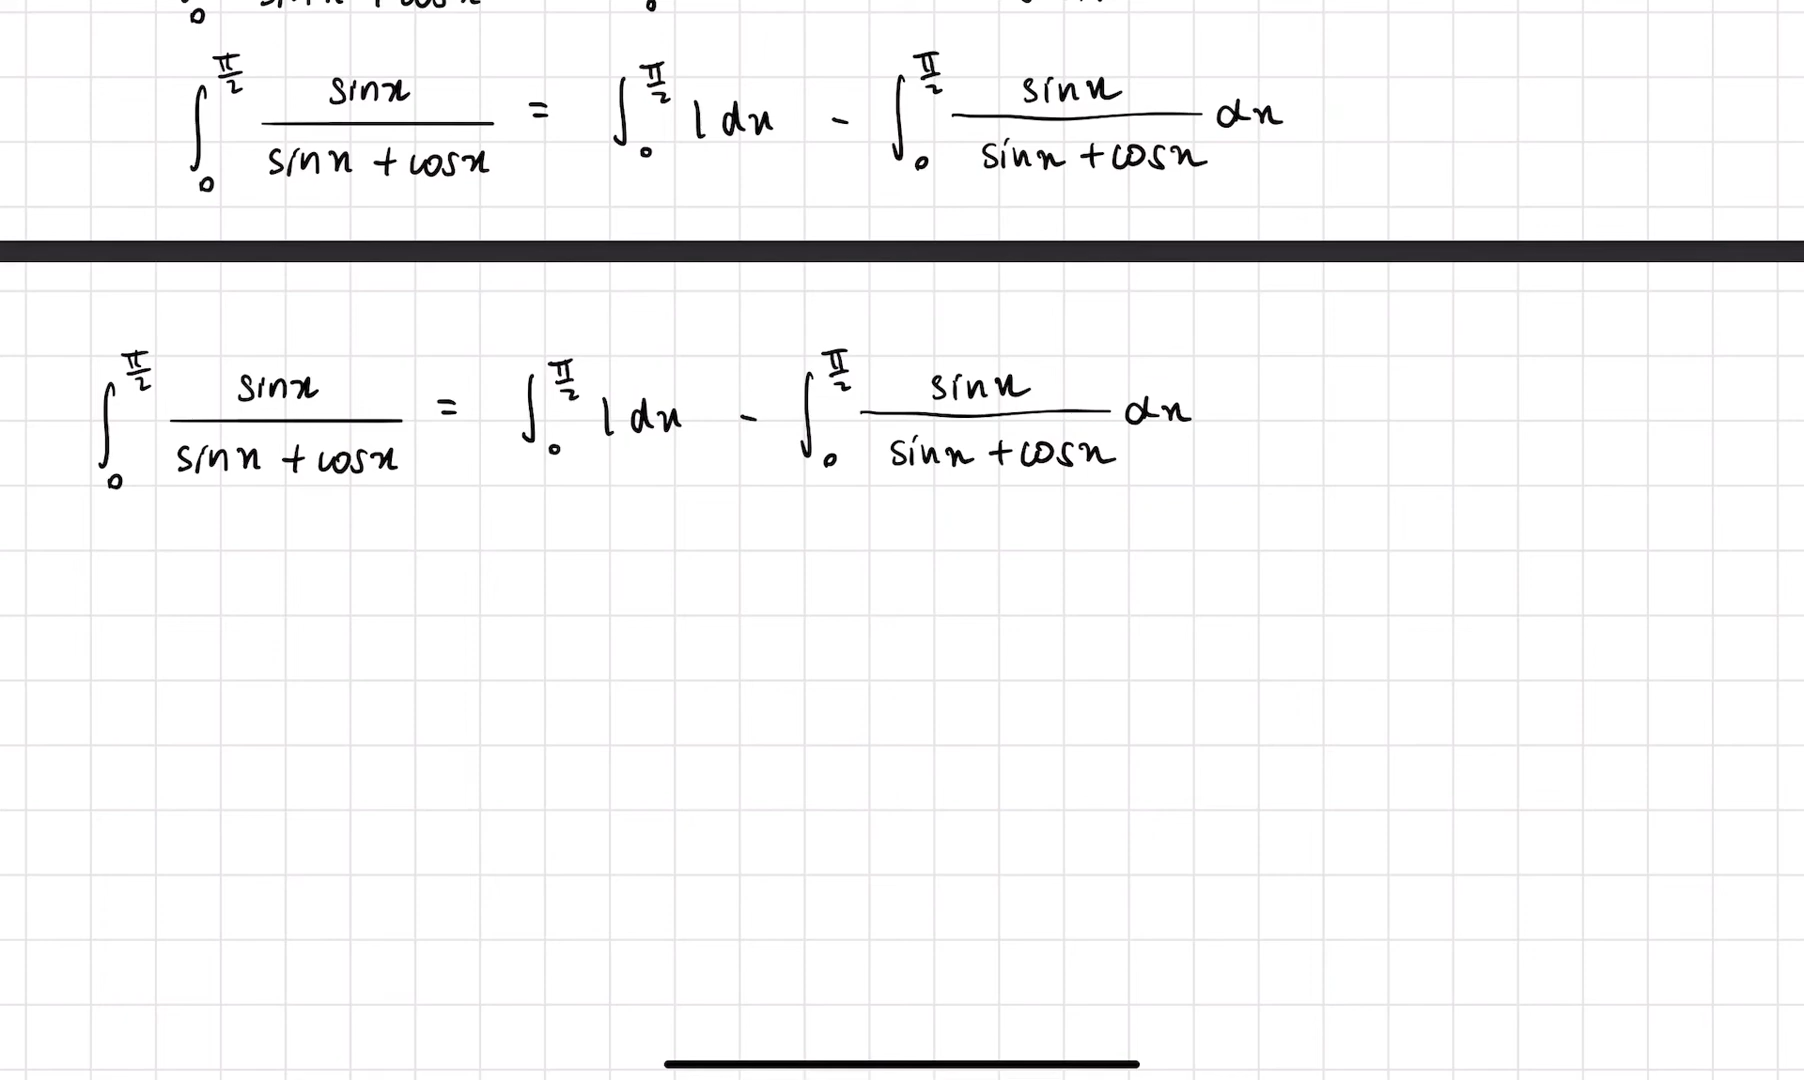 ∫₀^{π/2} sinx / (sinx + cosx) = ∫₀^{π/2} 1 dx - ∫₀^{π/2} sinx / (sinx + cosx) dx
∫₀^{π/2} sinx / (sinx + cosx) = ∫₀^{π/2} 1 dx - ∫₀^{π/2} sinx / (sinx + cosx) dx